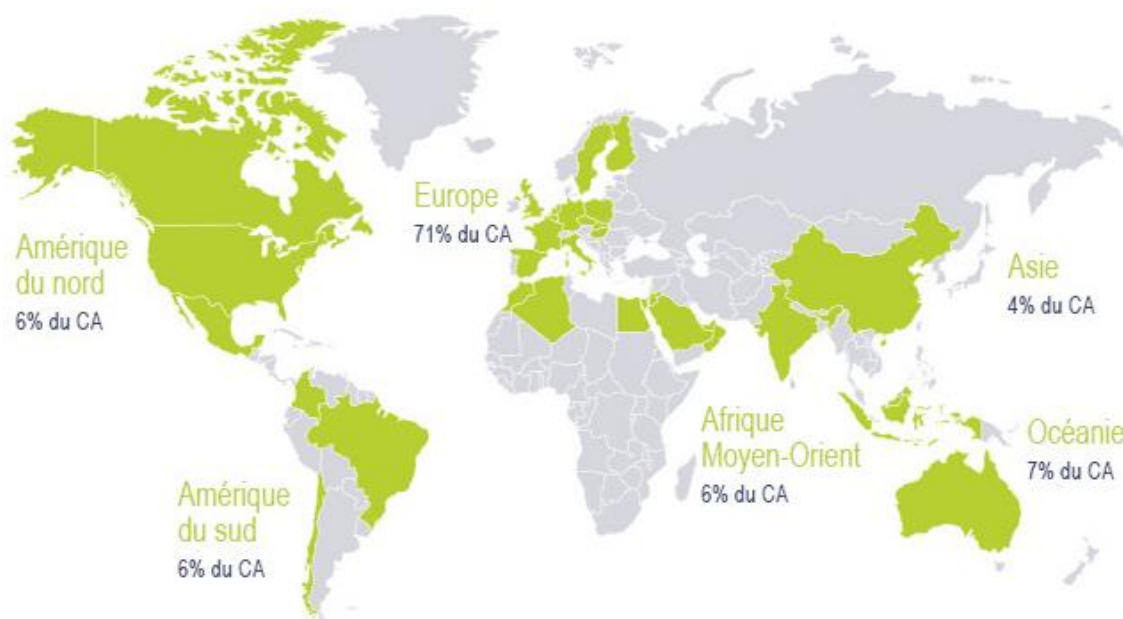 Amérique
du nord
6% du CA
Europe
71% du CA
Asie
4% du CA
Amérique
du sud
6% du CA
Afrique
Moyen-Orient
6% du CA
Océanie
7% du CA